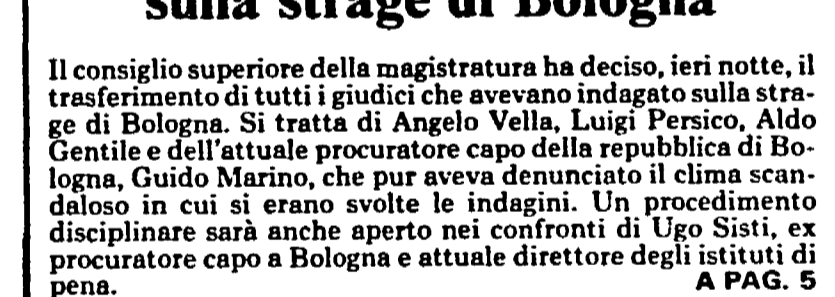 sulla strage di Bologna
Il consiglio superiore della magistratura ha deciso, ieri notte, il
trasferimento di tutti i giudici che avevano indagato sulla stra-
ge di Bologna. Si tratta di Angelo Vella, Luigi Persico, Aldo
Gentile e dell'attuale procuratore capo della repubblica di Bo-
logna, Guido Marino, che pur aveva denunciato il clima scan-
daloso in cui si erano svolte le indagini. Un procedimento
disciplinare sarà anche aperto nei confronti di Ugo Sisti, ex
procuratore capo a Bologna e attuale direttore degli istituti di
pena. A PAG. 5